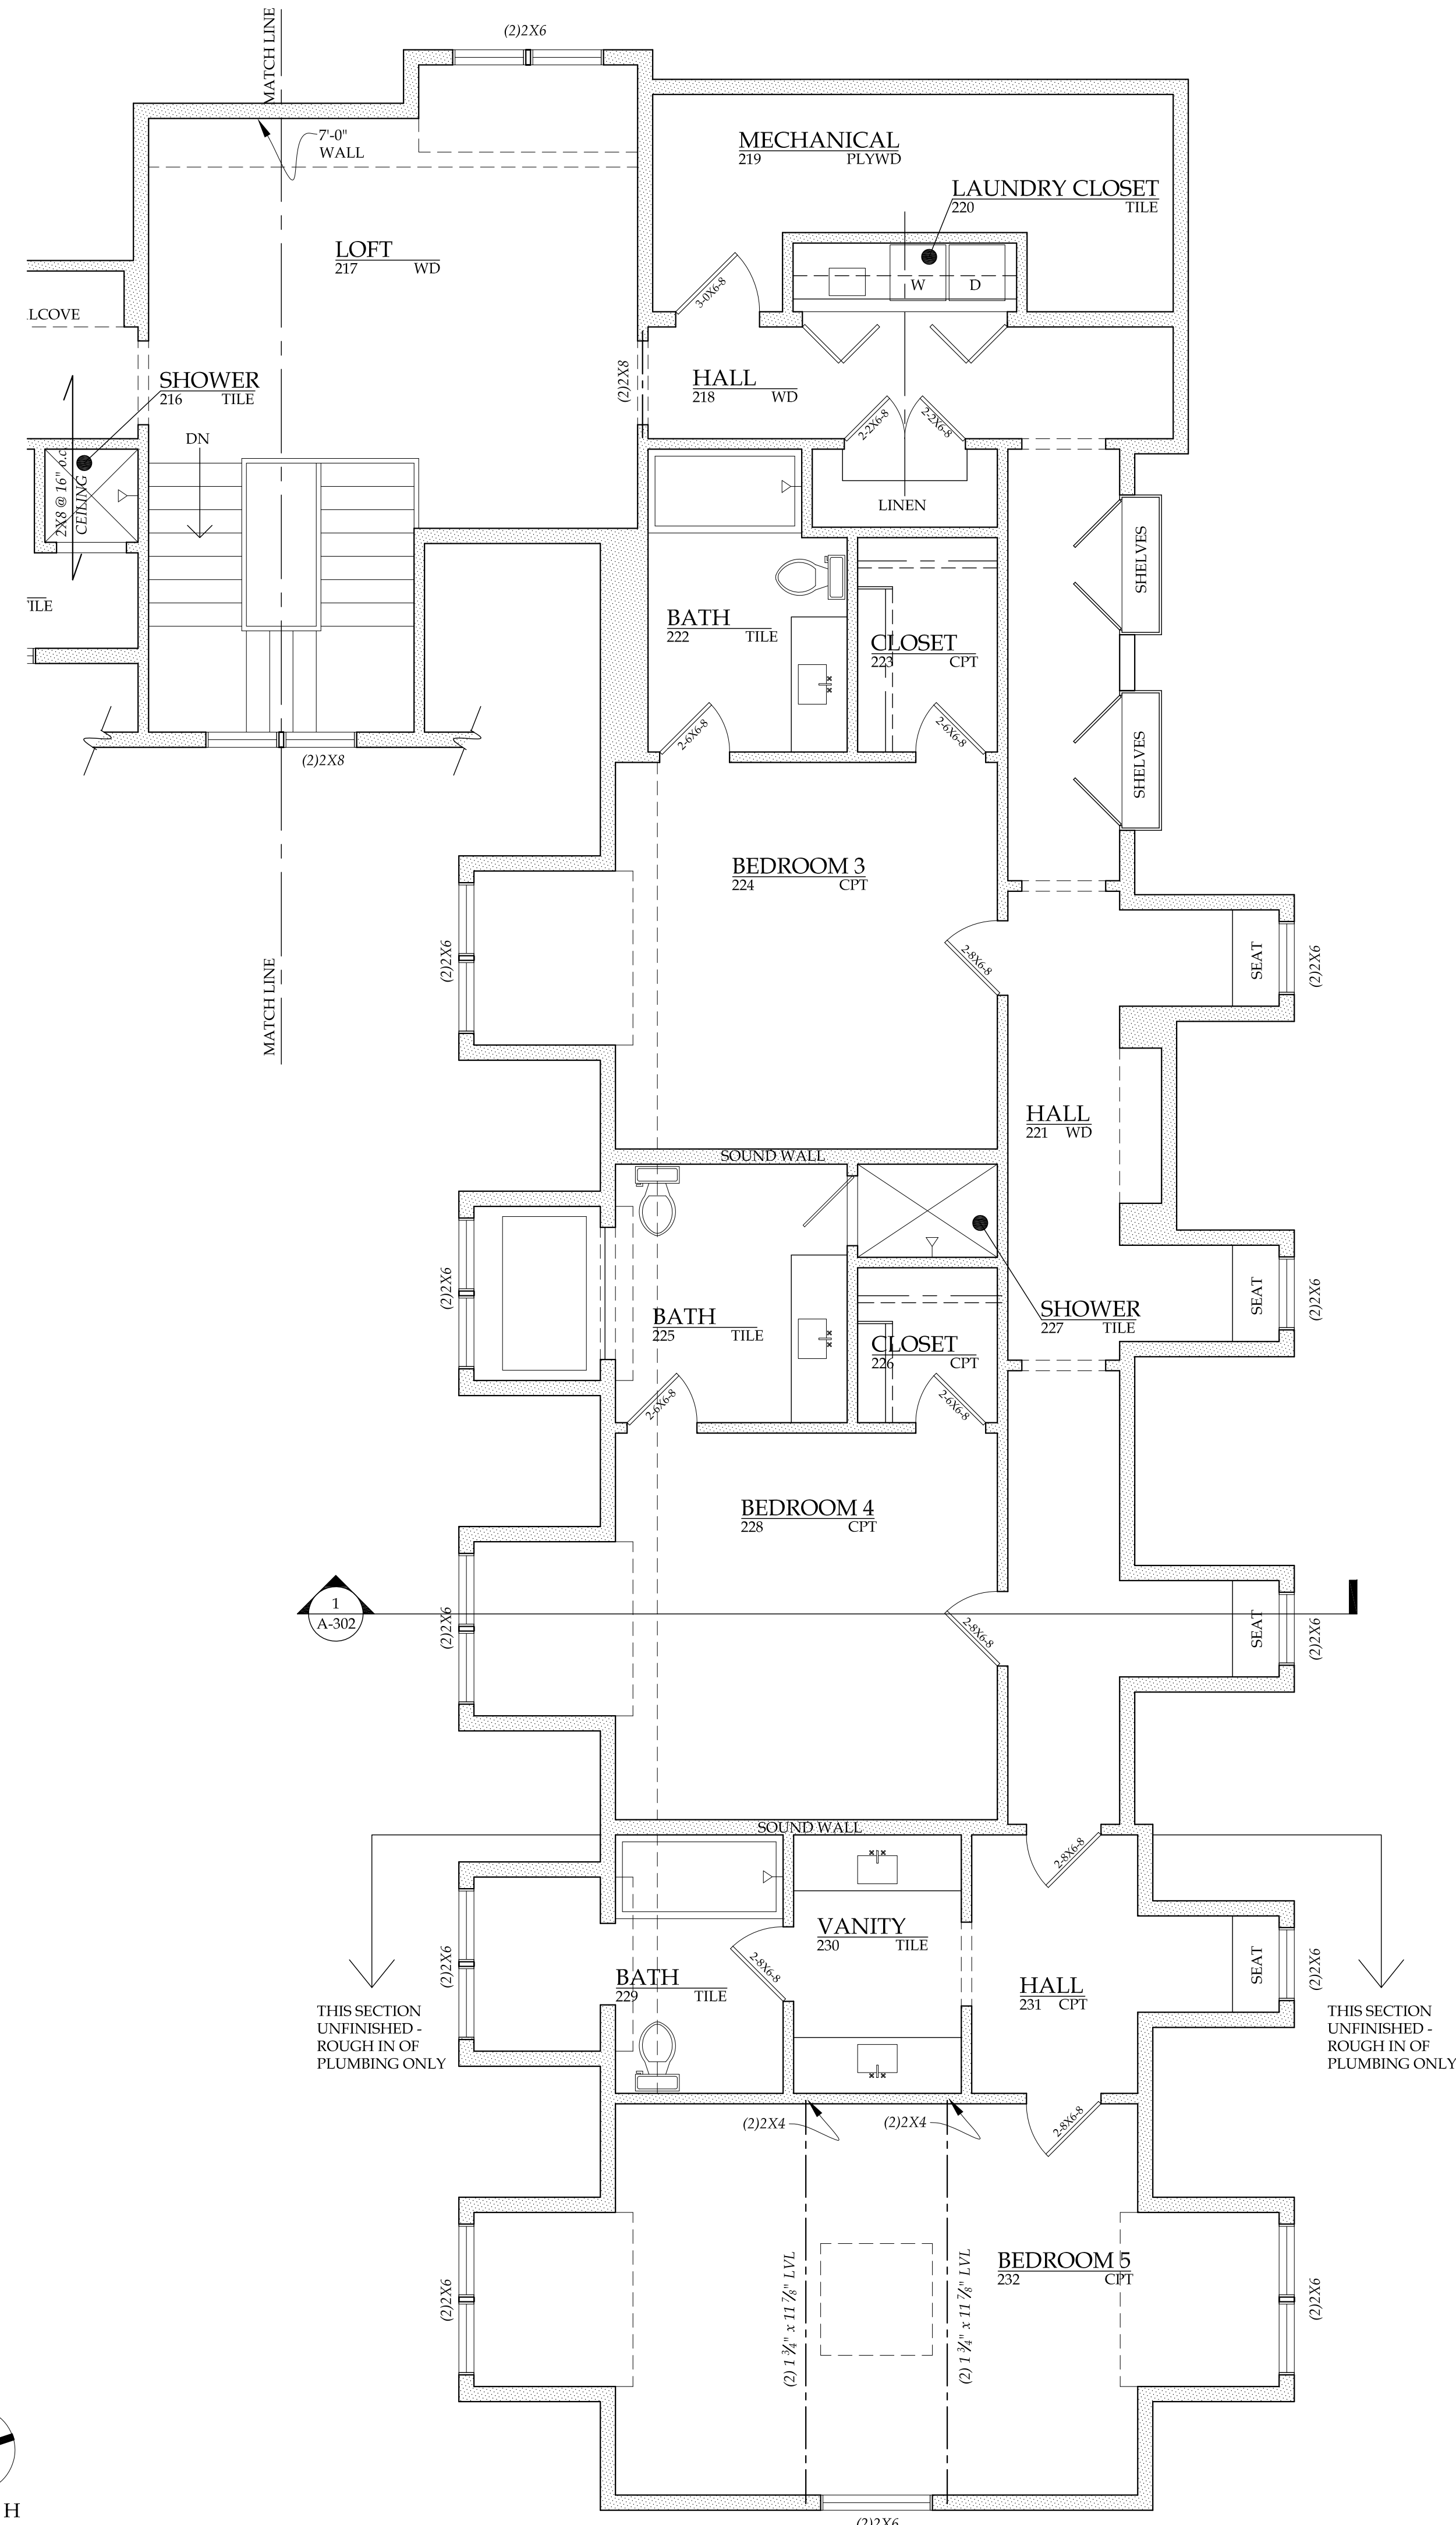 (2)2X6
MATCH LINE
7'-0"
WALL
MECHANICAL
219 PLYWD
LAUNDRY CLOSET
220 TILE
LOFT
217 WD
W
D
LCOVE
SHOWER
216 TILE
(2)2X8
3-0X6-8
HALL
218 WD
DN
2X8 @ 16" o.c.
CEILING
2-2X6-8
2-2X6-8
LINEN
SHELVES
TILE
BATH
222 TILE
CLOSET
223 CPT
2-6X6-8
2-6X6-8
(2)2X8
SHELVES
BEDROOM 3
224 CPT
(2)2X6
2-8X6-8
SEAT
(2)2X6
MATCH LINE
HALL
221 WD
SOUND WALL
(2)2X6
BATH
225 TILE
SHOWER
227 TILE
SEAT
(2)2X6
CLOSET
226 CPT
2-6X6-8
2-6X6-8
BEDROOM 4
228 CPT
1
A-302
(2)2X6
2-8X6-8
SEAT
(2)2X6
SOUND WALL
2-8X6-8
VANITY
230 TILE
(2)2X6
BATH
229 TILE
2-8X6-8
HALL
231 CPT
SEAT
(2)2X6
THIS SECTION
UNFINISHED -
ROUGH IN OF
PLUMBING ONLY
THIS SECTION
UNFINISHED -
ROUGH IN OF
PLUMBING ONLY
(2)2X4
(2)2X4
2-8X6-8
(2)2X6
(2) 1 3/4" x 11 7/8" LVL
(2) 1 3/4" x 11 7/8" LVL
BEDROOM 5
232 CPT
(2)2X6
H
(2)2X6